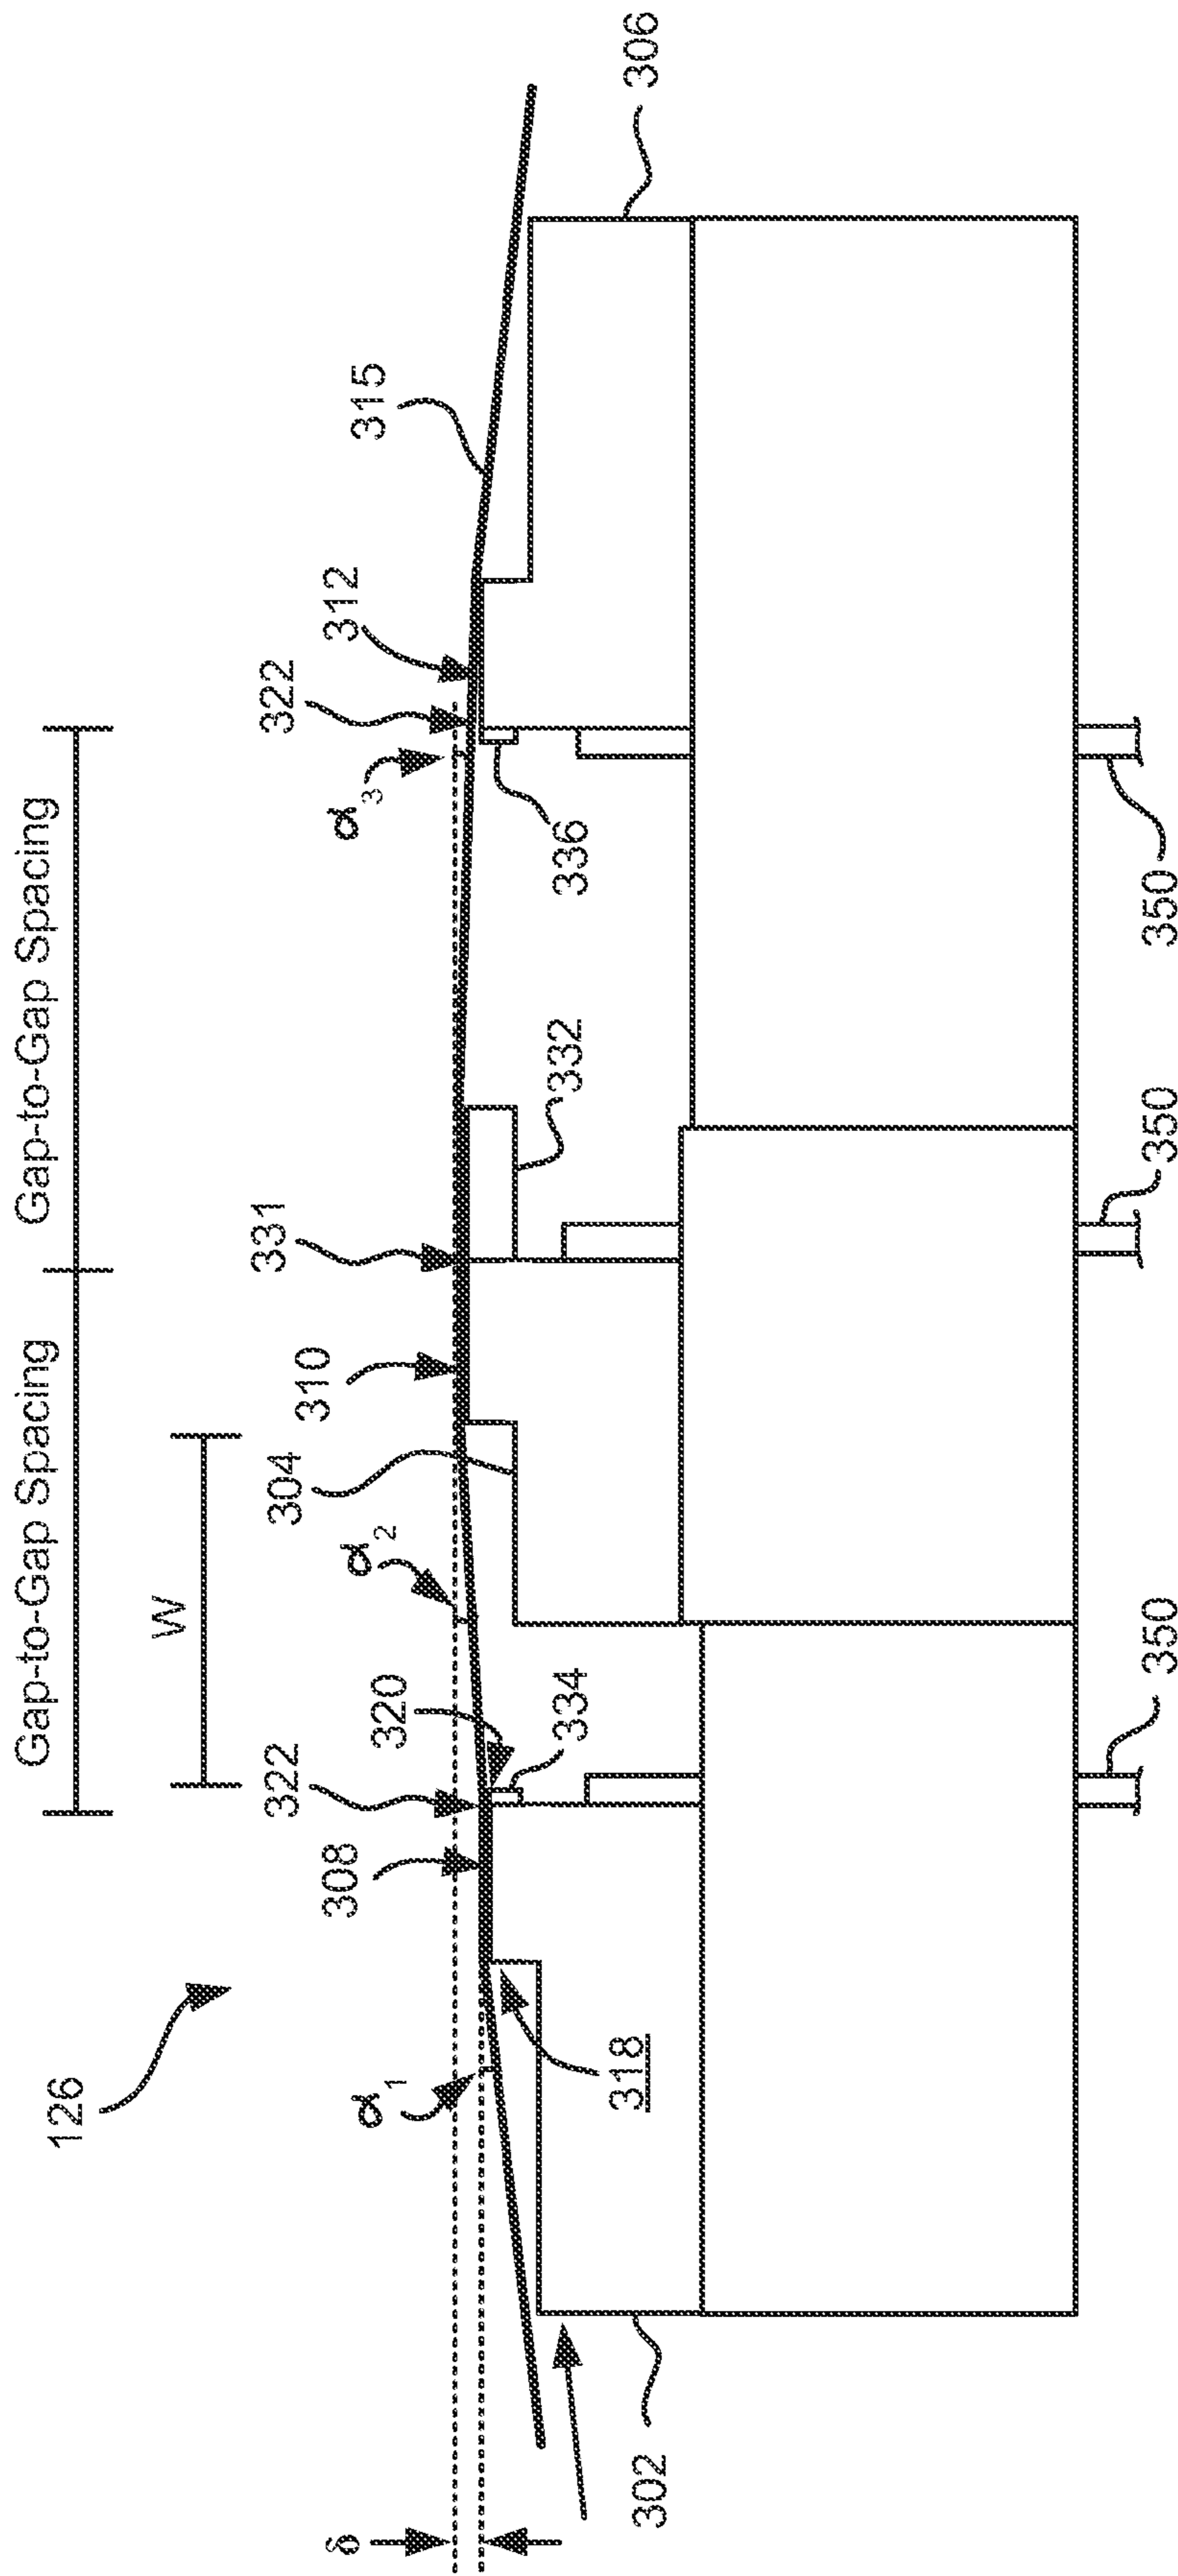 Gap-to-Gap Spacing
Gap-to-Gap Spacing
W
126
α1
308
322
320
334
α2
304
310
331
332
α3
336
322
312
315
306
δ
302
318
350
350
350